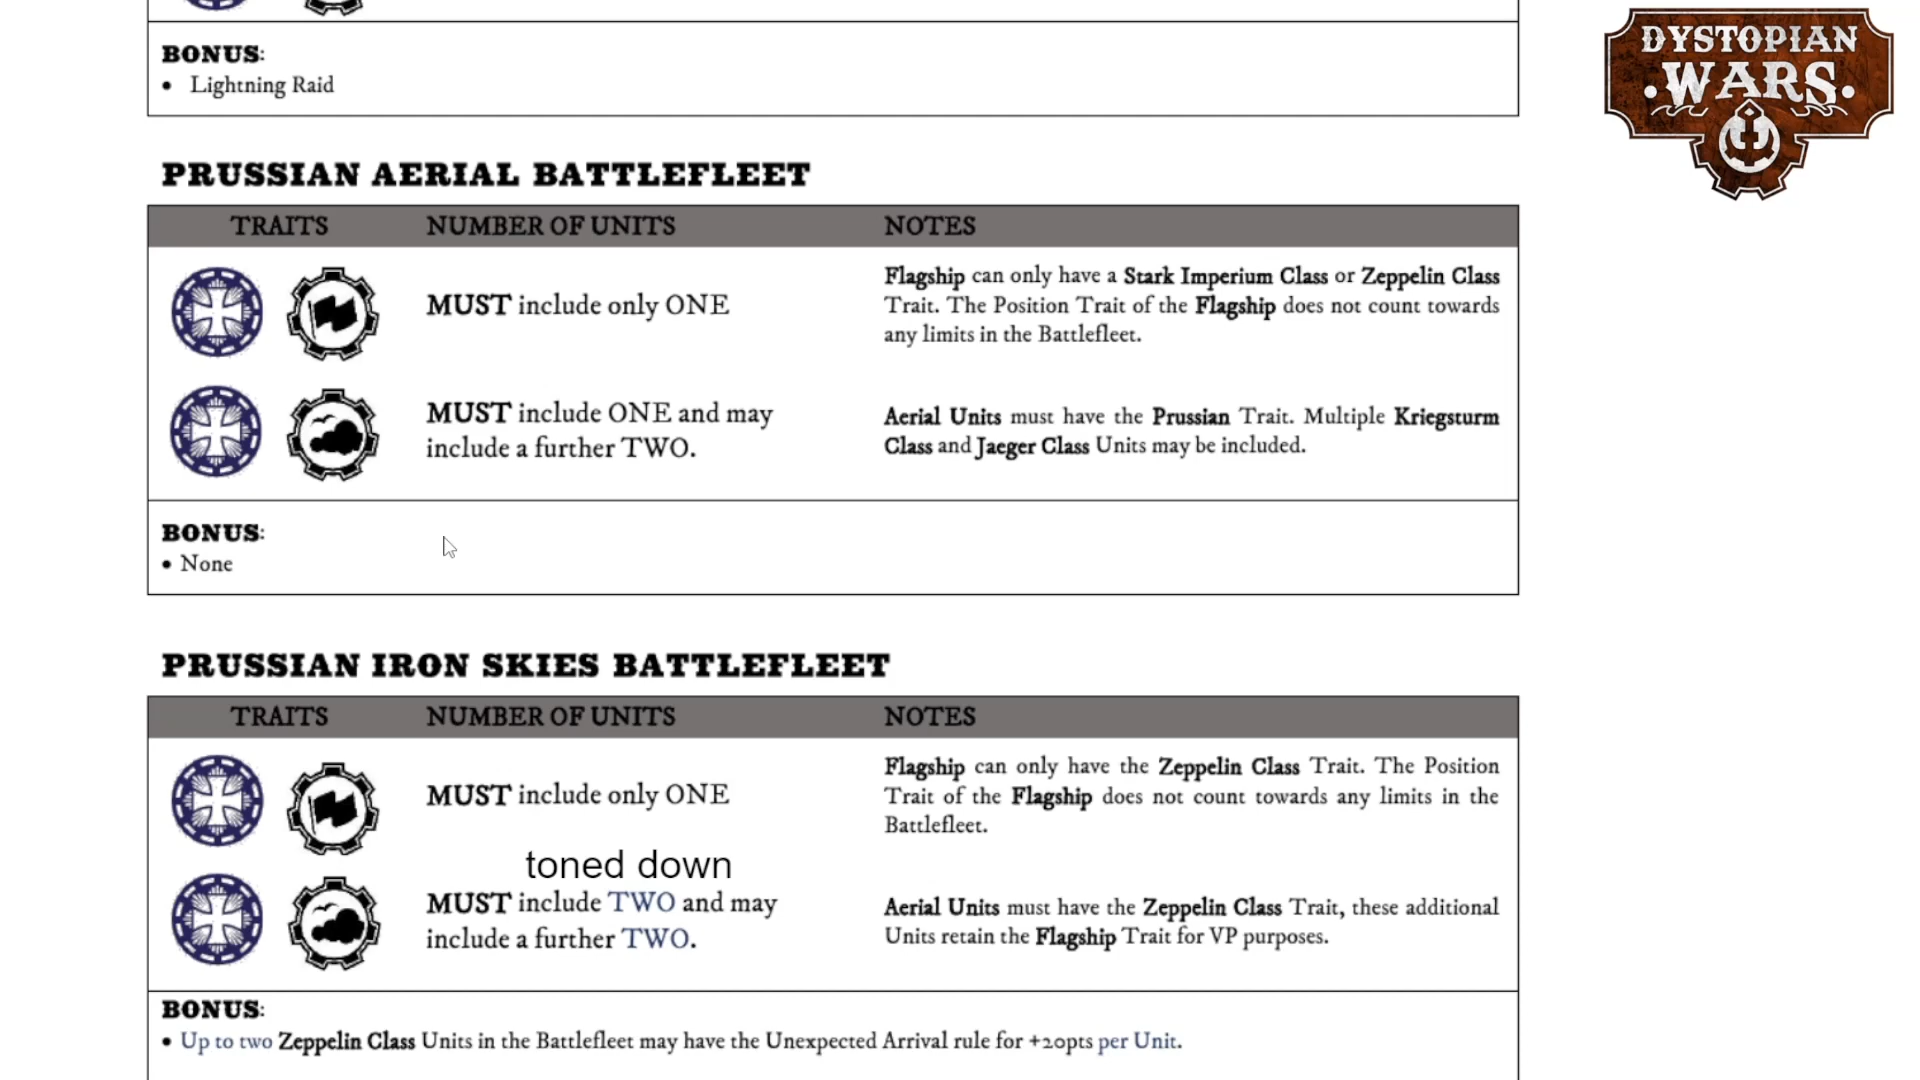 BONUS:
• Lightning Raid
DYSTOPIAN
• WARS •
PRUSSIAN AERIAL BATTLEFLEET
TRAITS NUMBER OF UNITS NOTES
MUST include only ONE
Flagship can only have a Stark Imperium Class or Zeppelin Class
Trait. The Position Trait of the Flagship does not count towards
any limits in the Battlefleet.
MUST include ONE and may
include a further TWO.
Aerial Units must have the Prussian Trait. Multiple Kriegsturm
Class and Jaeger Class Units may be included.
BONUS:
• None
PRUSSIAN IRON SKIES BATTLEFLEET
TRAITS NUMBER OF UNITS NOTES
MUST include only ONE
Flagship can only have the Zeppelin Class Trait. The Position
Trait of the Flagship does not count towards any limits in the
Battlefleet.
toned down
MUST include TWO and may
include a further TWO.
Aerial Units must have the Zeppelin Class Trait, these additional
Units retain the Flagship Trait for VP purposes.
BONUS:
• Up to two Zeppelin Class Units in the Battlefleet may have the Unexpected Arrival rule for +20pts per Unit.